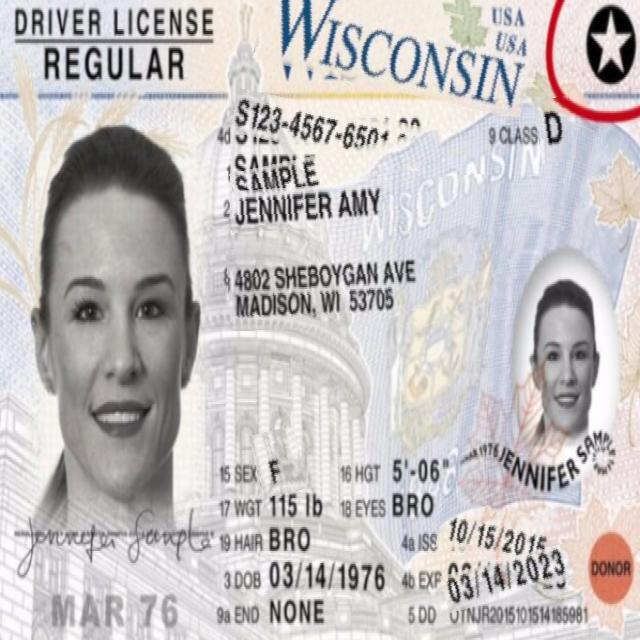 DRIVER LICENSE
REGULAR
WISCONSIN
USA
USA
4d S123-4567-650
9 CLASS D
1 SAMPLE
SAMPLE
2 JENNIFER AMY
4802 SHEBOYGAN AVE
MADISON, WI 53705
WISCONSIN
15 SEX F
16 HGT 5'-06"
17 WGT 115 lb
18 EYES BRO
19 HAIR BRO
4a ISS 10/15/2015
3 DOB 03/14/1976
4b EXP 03/14/2023
9a END NONE
5 DD OTNJR2015101514185981
Jennifer Sample
MAR 76
1976 JENNIFER SAMPLE
DONOR